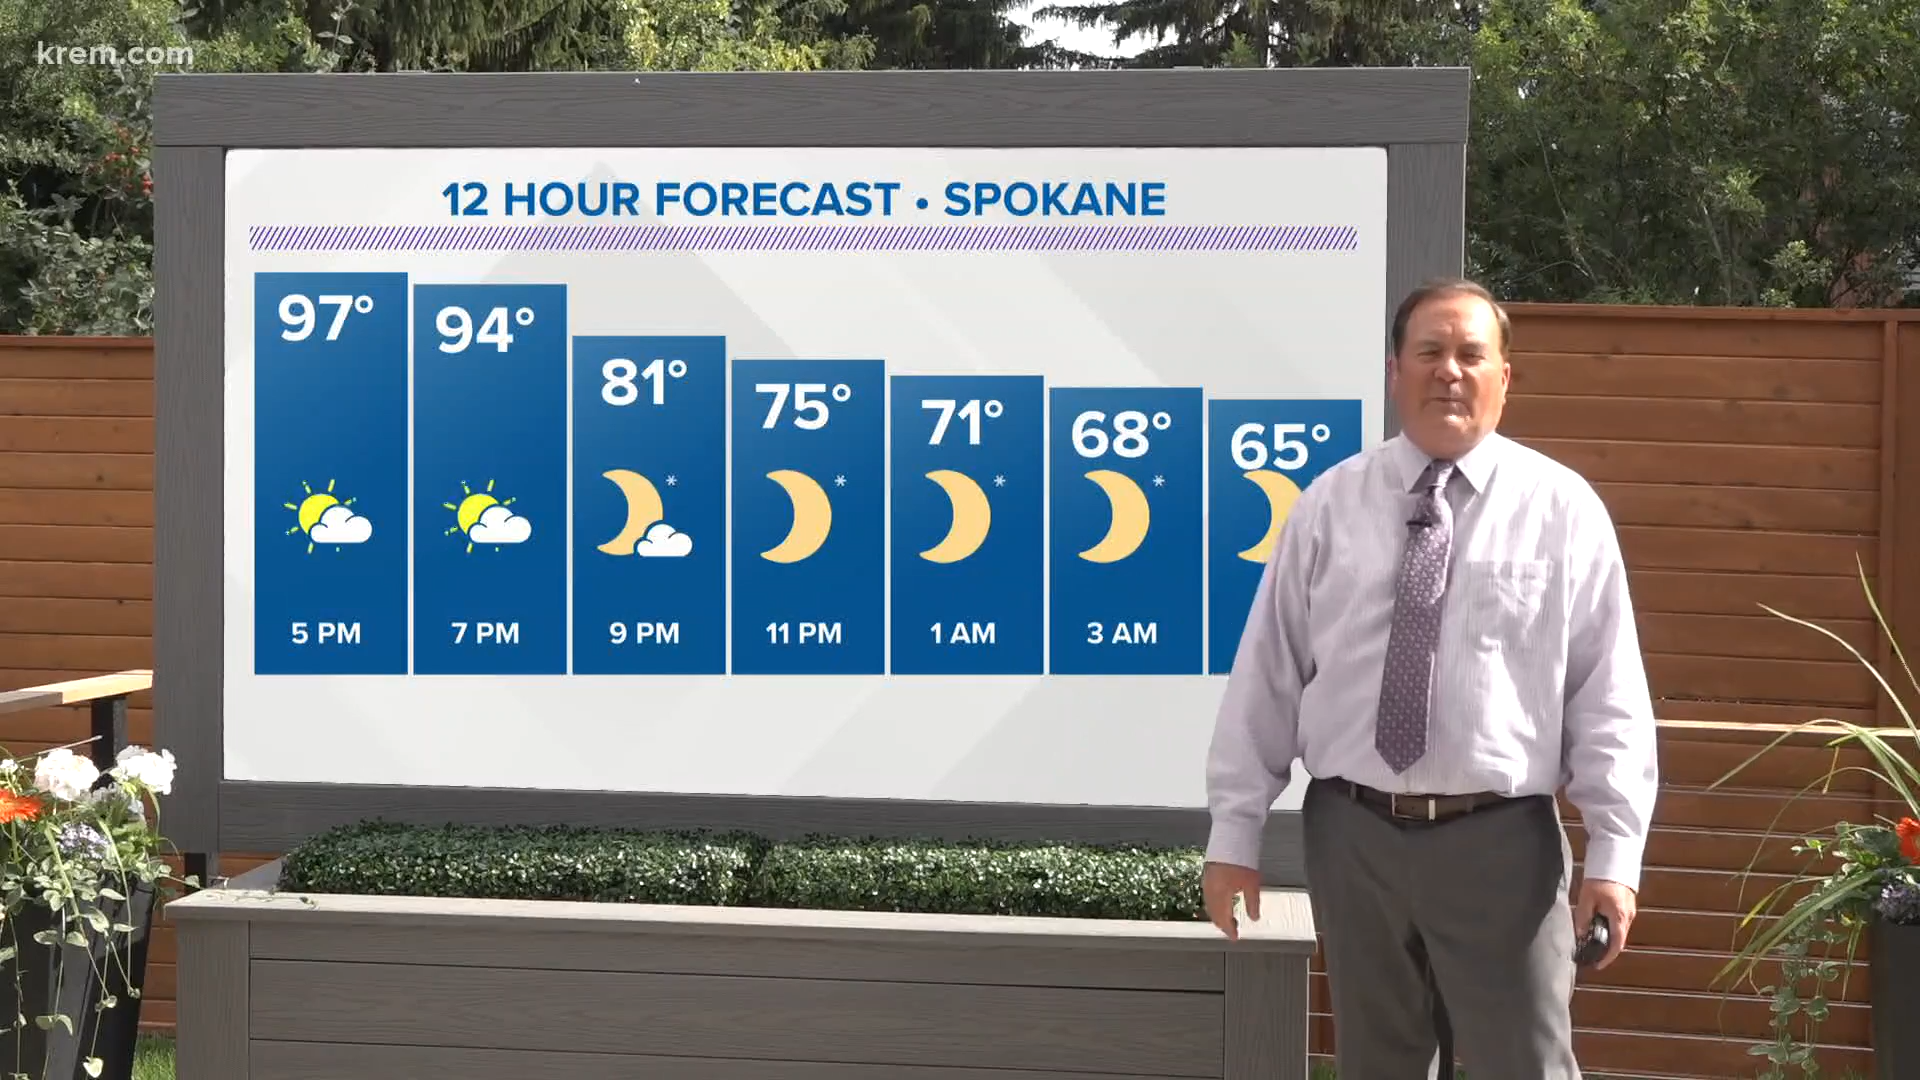 krem.com
12 HOUR FORECAST • SPOKANE
97° 94° 81° 75° 71° 68° 65°
5 PM 7 PM 9 PM 11 PM 1 AM 3 AM